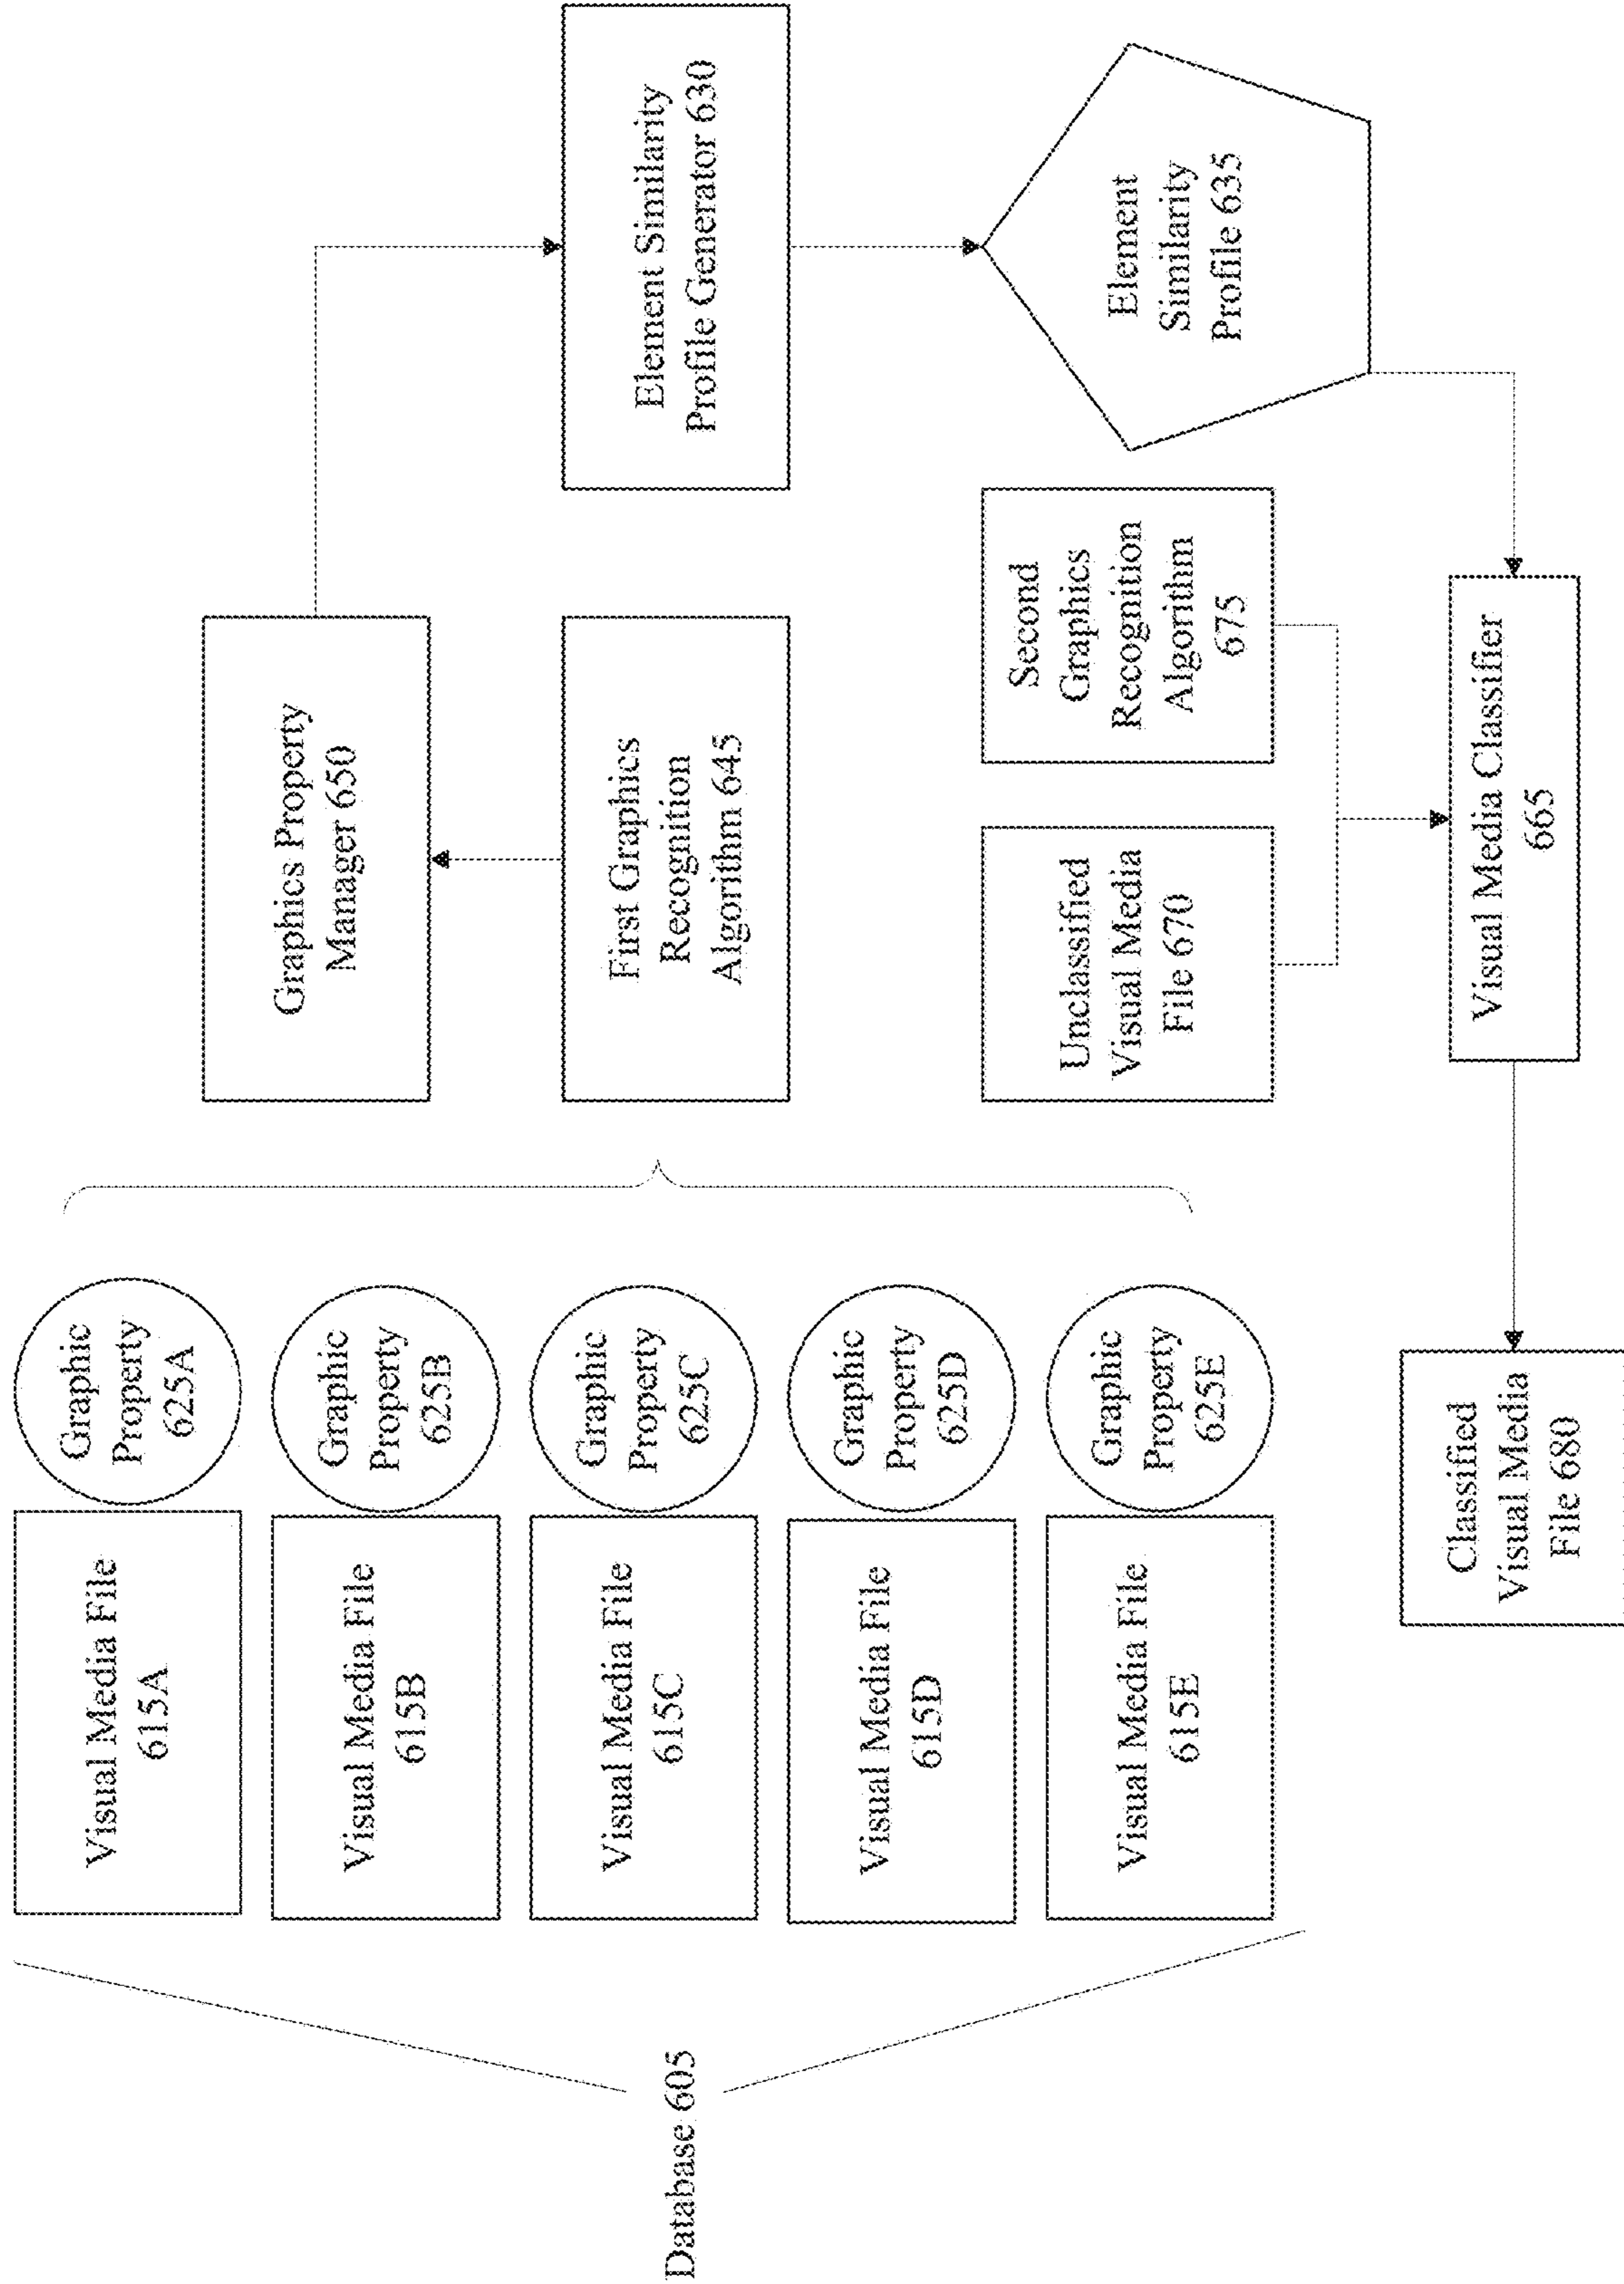 Database 605
Visual Media File
615A
Graphic
Property
625A
Visual Media File
615B
Graphic
Property
625B
Visual Media File
615C
Graphic
Property
625C
Visual Media File
615D
Graphic
Property
625D
Visual Media File
615E
Graphic
Property
625E
Graphics Property
Manager 650
First Graphics
Recognition
Algorithm 645
Element Similarity
Profile Generator 630
Element
Similarity
Profile 635
Unclassified
Visual Media
File 670
Second
Graphics
Recognition
Algorithm
675
Visual Media Classifier
665
Classified
Visual Media
File 680